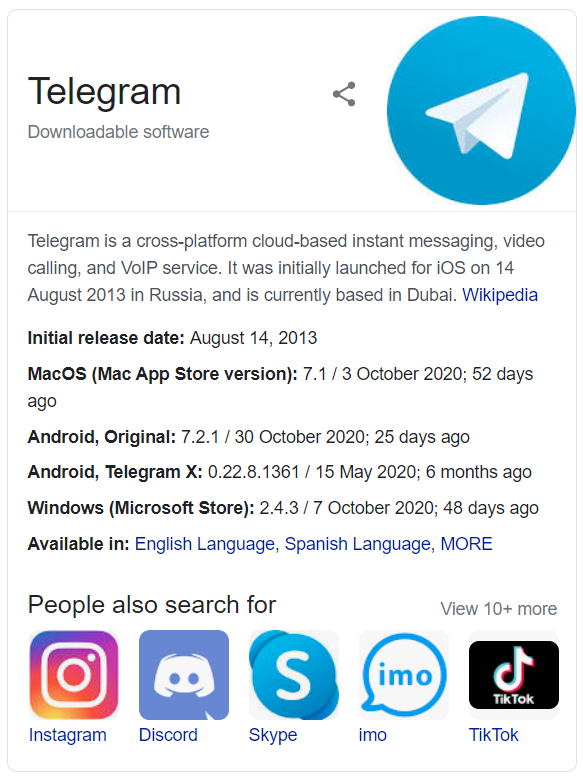 Telegram
Downloadable software
Telegram is a cross-platform cloud-based instant messaging, video
calling, and VoIP service. It was initially launched for iOS on 14
August 2013 in Russia, and is currently based in Dubai. Wikipedia
Initial release date: August 14, 2013
MacOS (Mac App Store version): 7.1 / 3 October 2020; 52 days
ago
Android, Original: 7.2.1 / 30 October 2020; 25 days ago
Android, Telegram X: 0.22.8.1361 / 15 May 2020; 6 months ago
Windows (Microsoft Store): 2.4.3 / 7 October 2020; 48 days ago
Available in: English Language, Spanish Language, MORE
People also search for
View 10+ more
S
imo
TikTok
Instagram
Discord
Skype
imo
TikTok